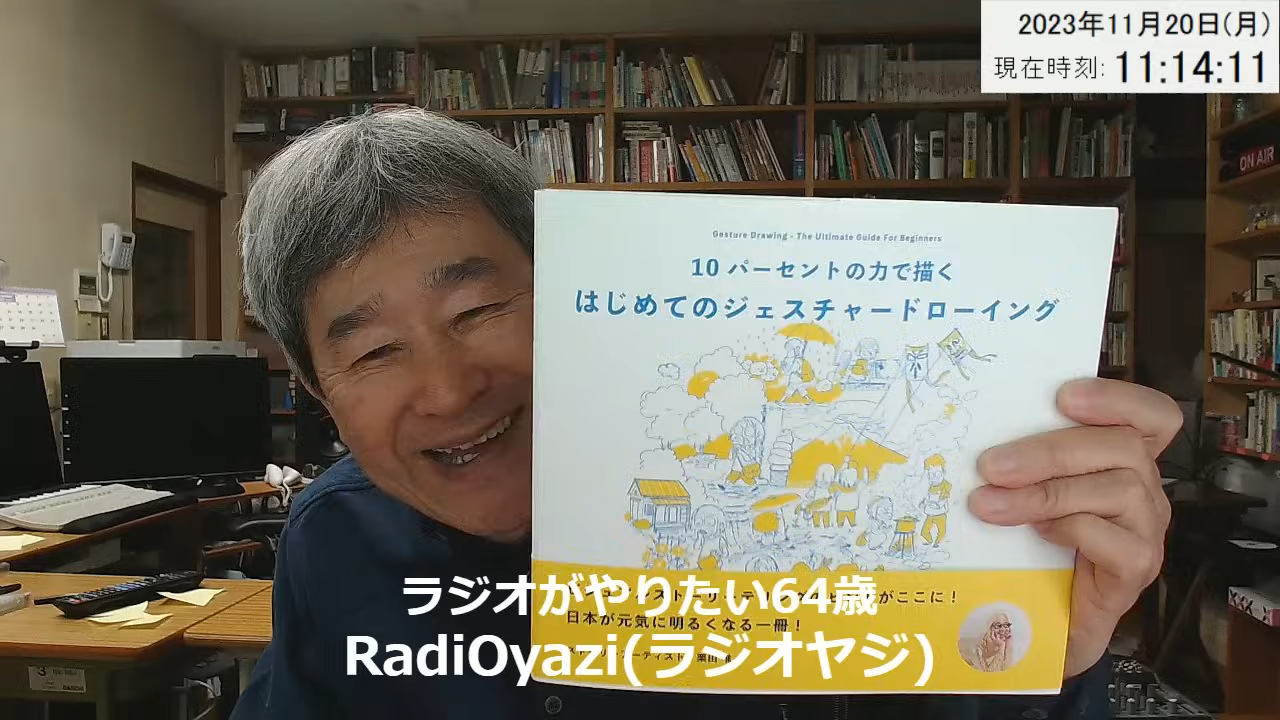 2023年11月20日(月)
現在時刻: 11:14:11
ON AIR
Gesture Drawing - The Ultimate Guide For Beginners
10 パーセントの力で描く
はじめてのジェスチャードローイング
がここに！
日本が元気に明るくなる一冊！
ラジオがやりたい64歳
RadiOyazi(ラジオヤジ)